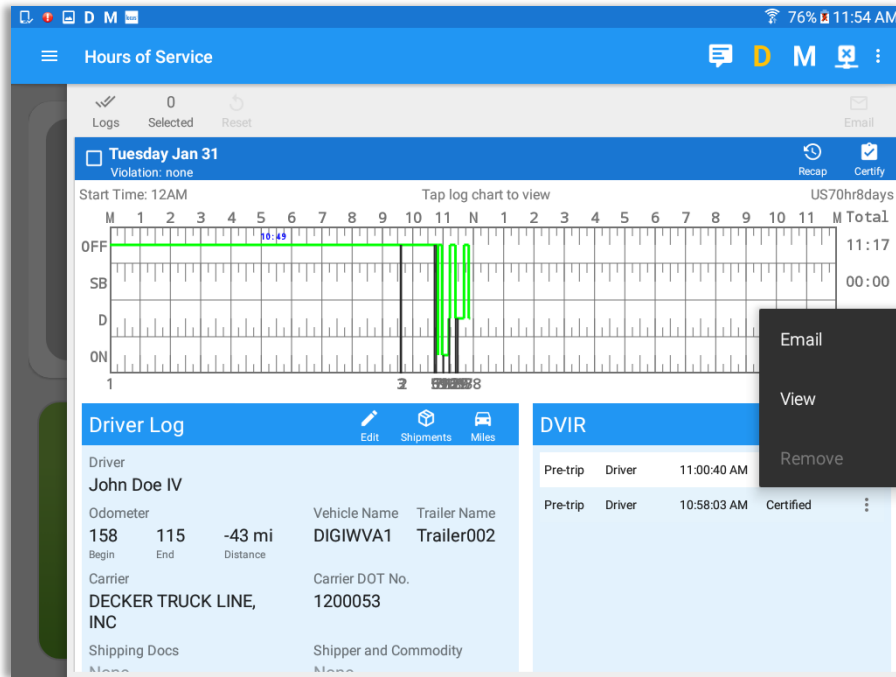 D M 76% 11:54 AM
Hours of Service D M
Logs 0 Selected Reset Email
Tuesday Jan 31
Violation: none
Recap Certify
Start Time: 12AM Tap log chart to view US70hr8days
M 1 2 3 4 5 6 7 8 9 10 11 N 1 2 3 4 5 6 7 8 9 10 11 M Total
10:49
OFF 11:17
SB 00:00
D
ON
1
Email
View
Remove
Driver Log Edit Shipments Miles
Driver
John Doe IV
Odometer Vehicle Name Trailer Name
158 115 -43 mi DIGIWVA1 Trailer002
Begin End Distance
Carrier Carrier DOT No.
DECKER TRUCK LINE, 1200053
INC
Shipping Docs Shipper and Commodity
None None
DVIR
Pre-trip Driver 11:00:40 AM
Pre-trip Driver 10:58:03 AM Certified